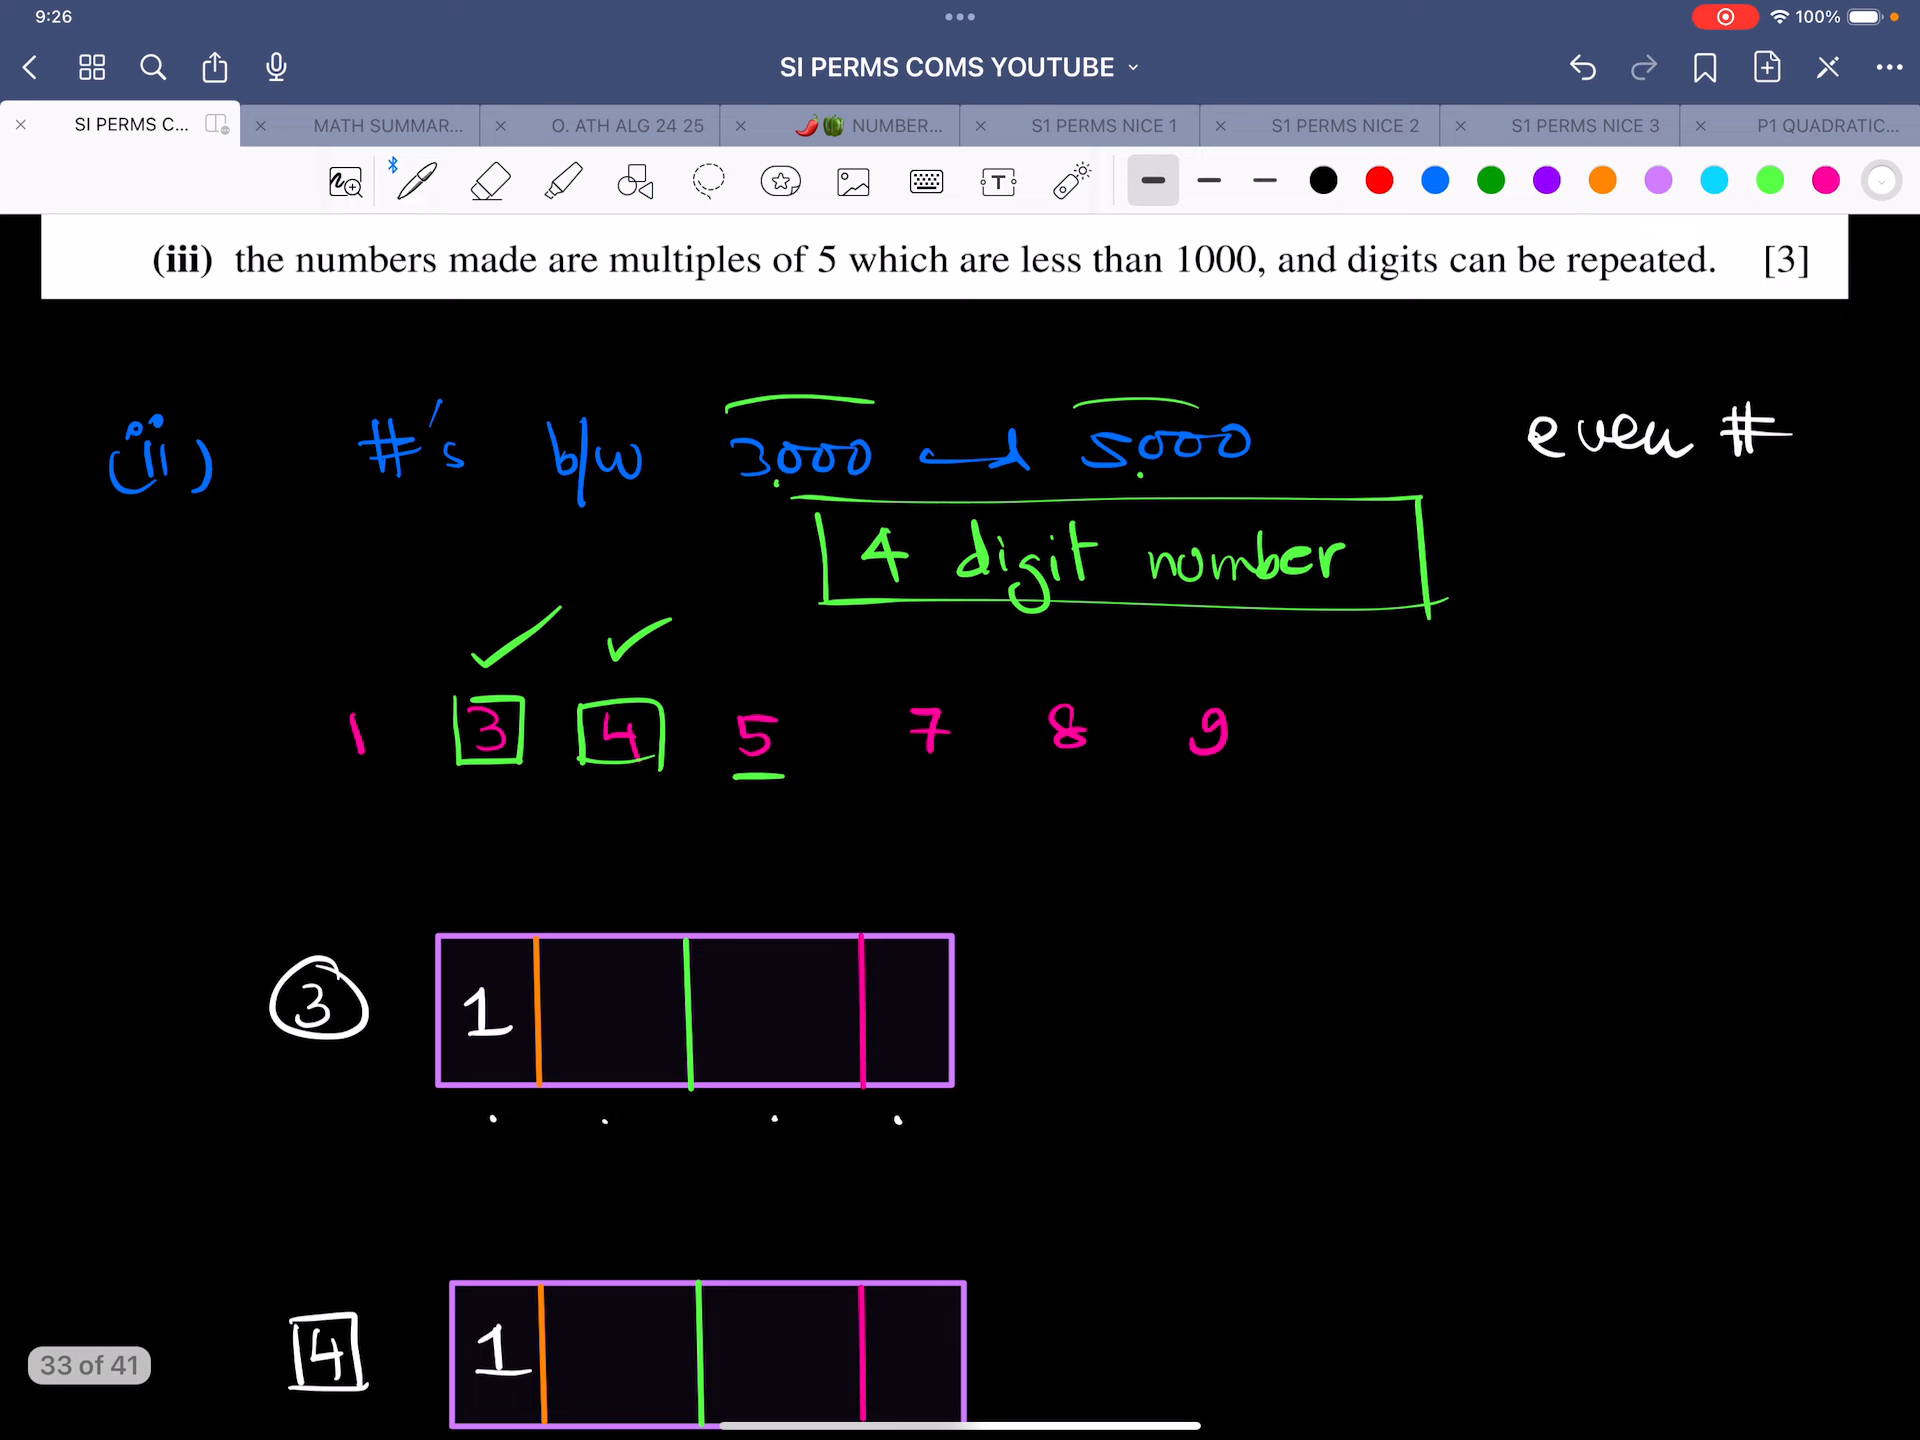 9:26
100%
SI PERMS COMS YOUTUBE
SI PERMS C...
MATH SUMMAR...
O. ATH ALG 24 25
🌶️🫑 NUMBER...
S1 PERMS NICE 1
S1 PERMS NICE 2
S1 PERMS NICE 3
P1 QUADRATIC...
(iii) the numbers made are multiples of 5 which are less than 1000, and digits can be repeated. [3]
(ii) #'s b/w 3000 and 5000 even #
4 digit number
1 3 4 5 7 8 9
3 1
4 1
33 of 41